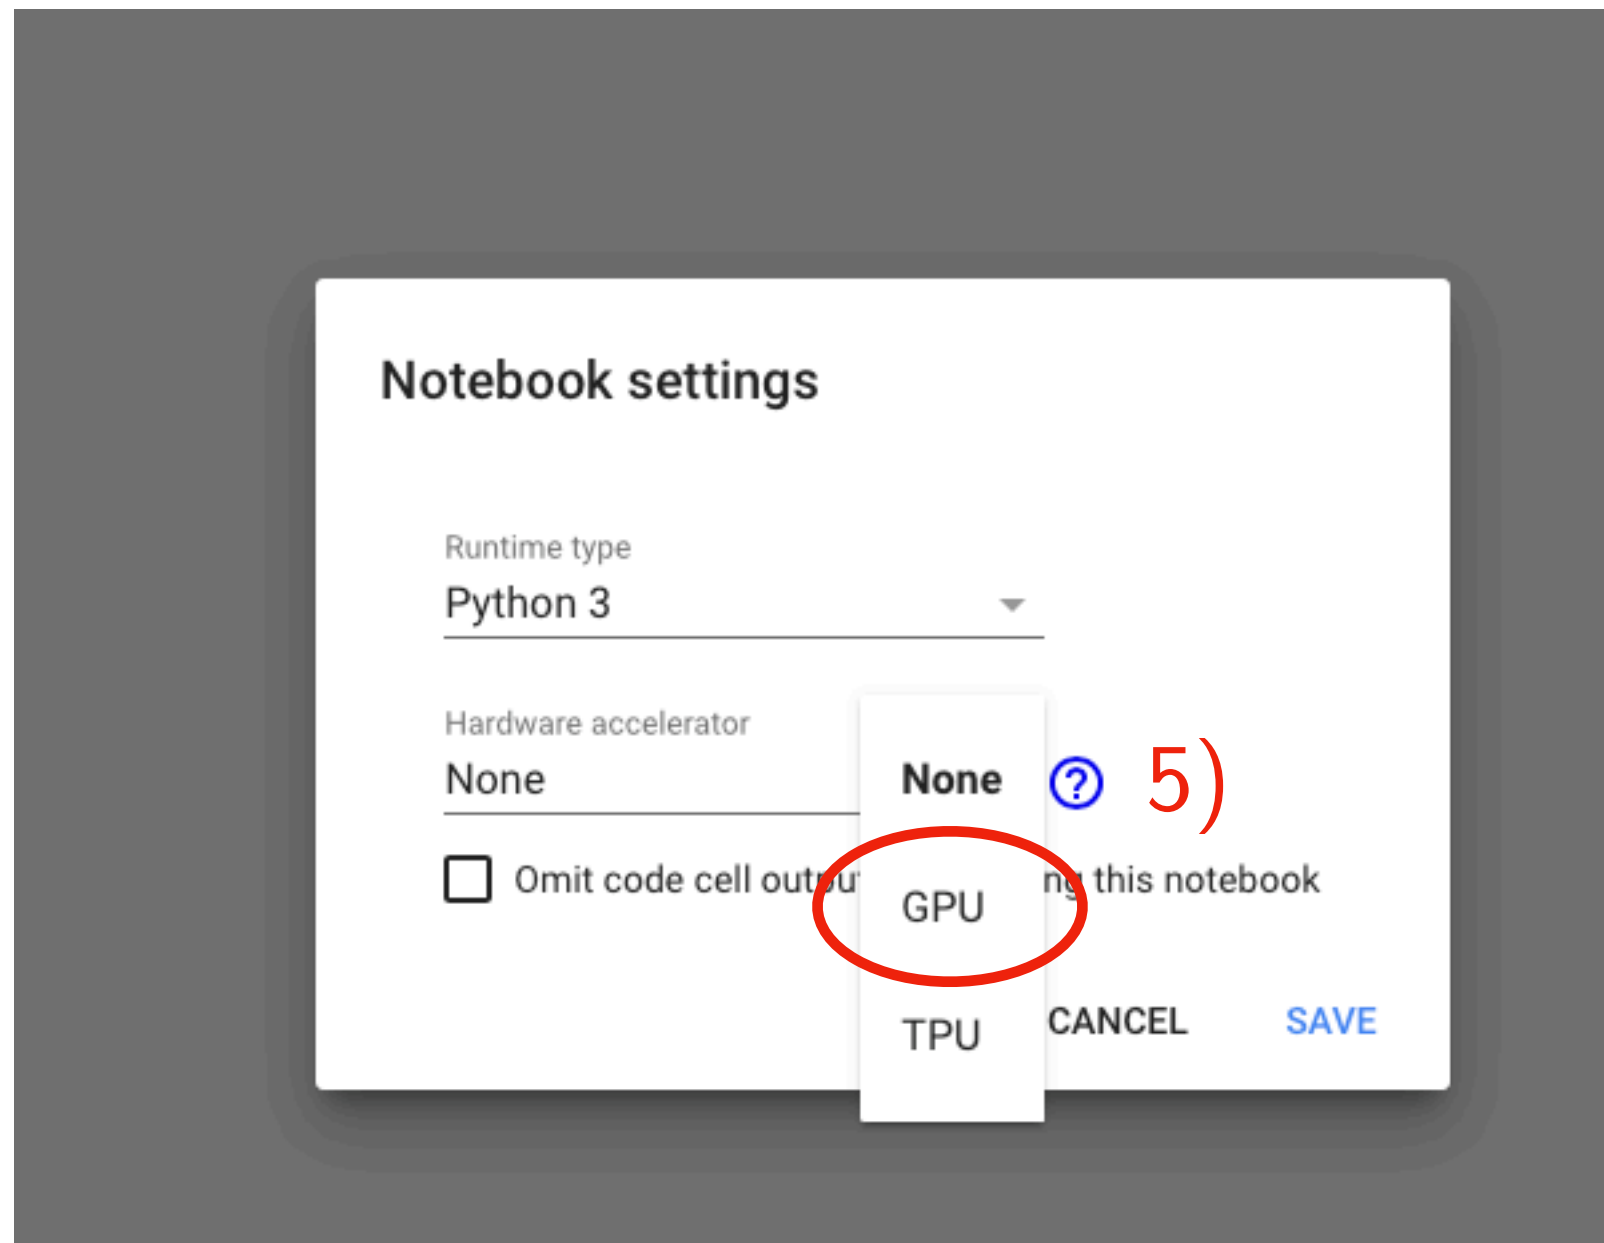 Notebook settings
Runtime type
Python 3
Hardware accelerator
None
None
? 5)
Omit code cell outpu ng this notebook
GPU
TPU
CANCEL SAVE